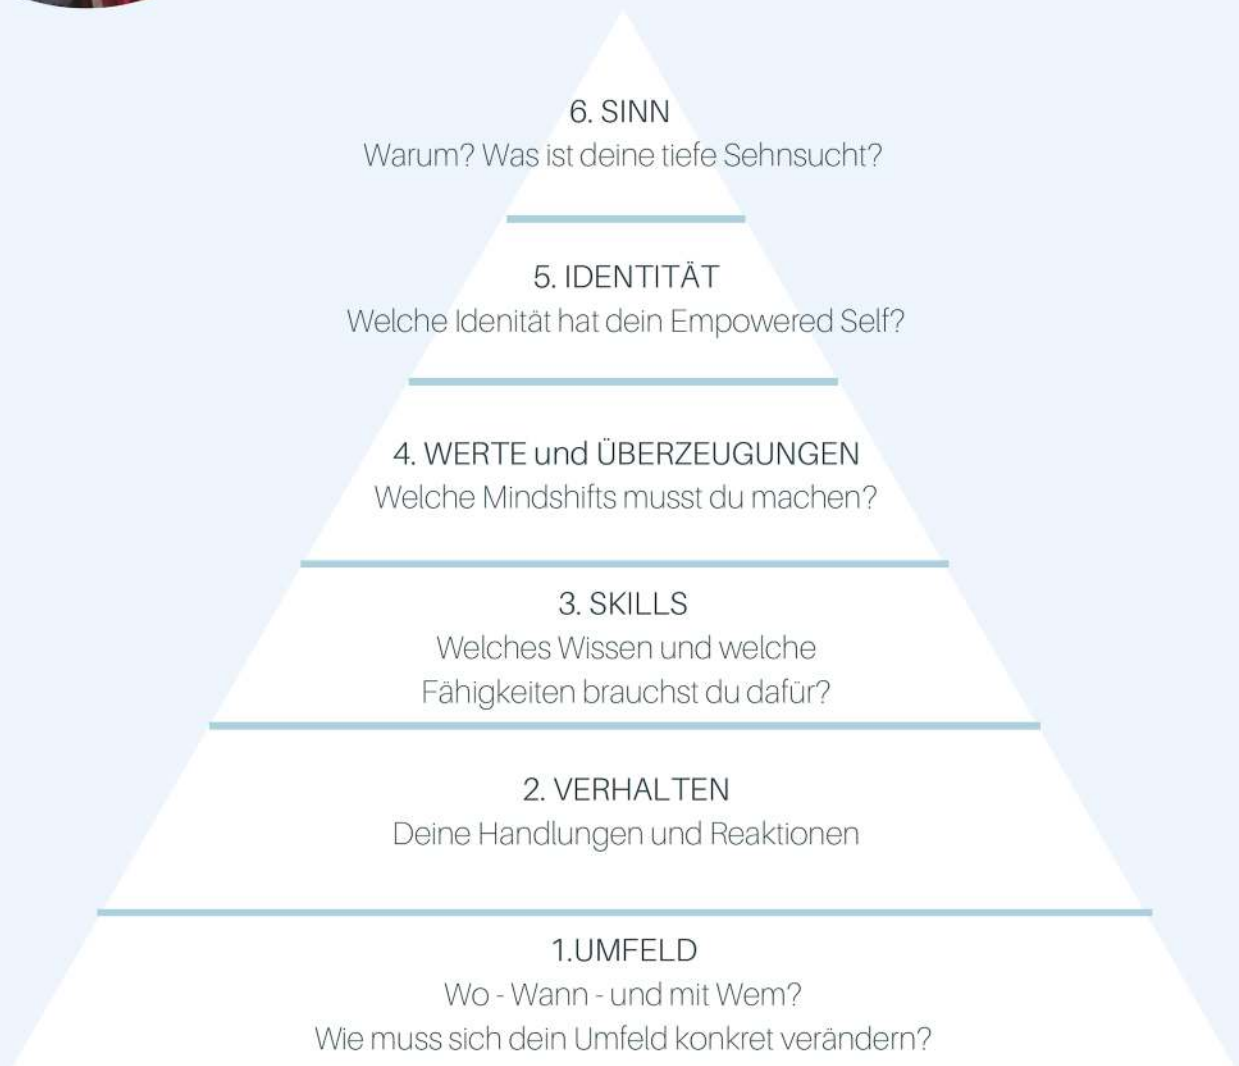 6. SINN
Warum? Was ist deine tiefe Sehnsucht?
5. IDENTITÄT
Welche Idenität hat dein Empowered Self?
4. WERTE und ÜBERZEUGUNGEN
Welche Mindshifts musst du machen?
3. SKILLS
Welches Wissen und welche
Fähigkeiten brauchst du dafür?
2. VERHALTEN
Deine Handlungen und Reaktionen
1.UMFELD
Wo - Wann - und mit Wem?
Wie muss sich dein Umfeld konkret verändern?